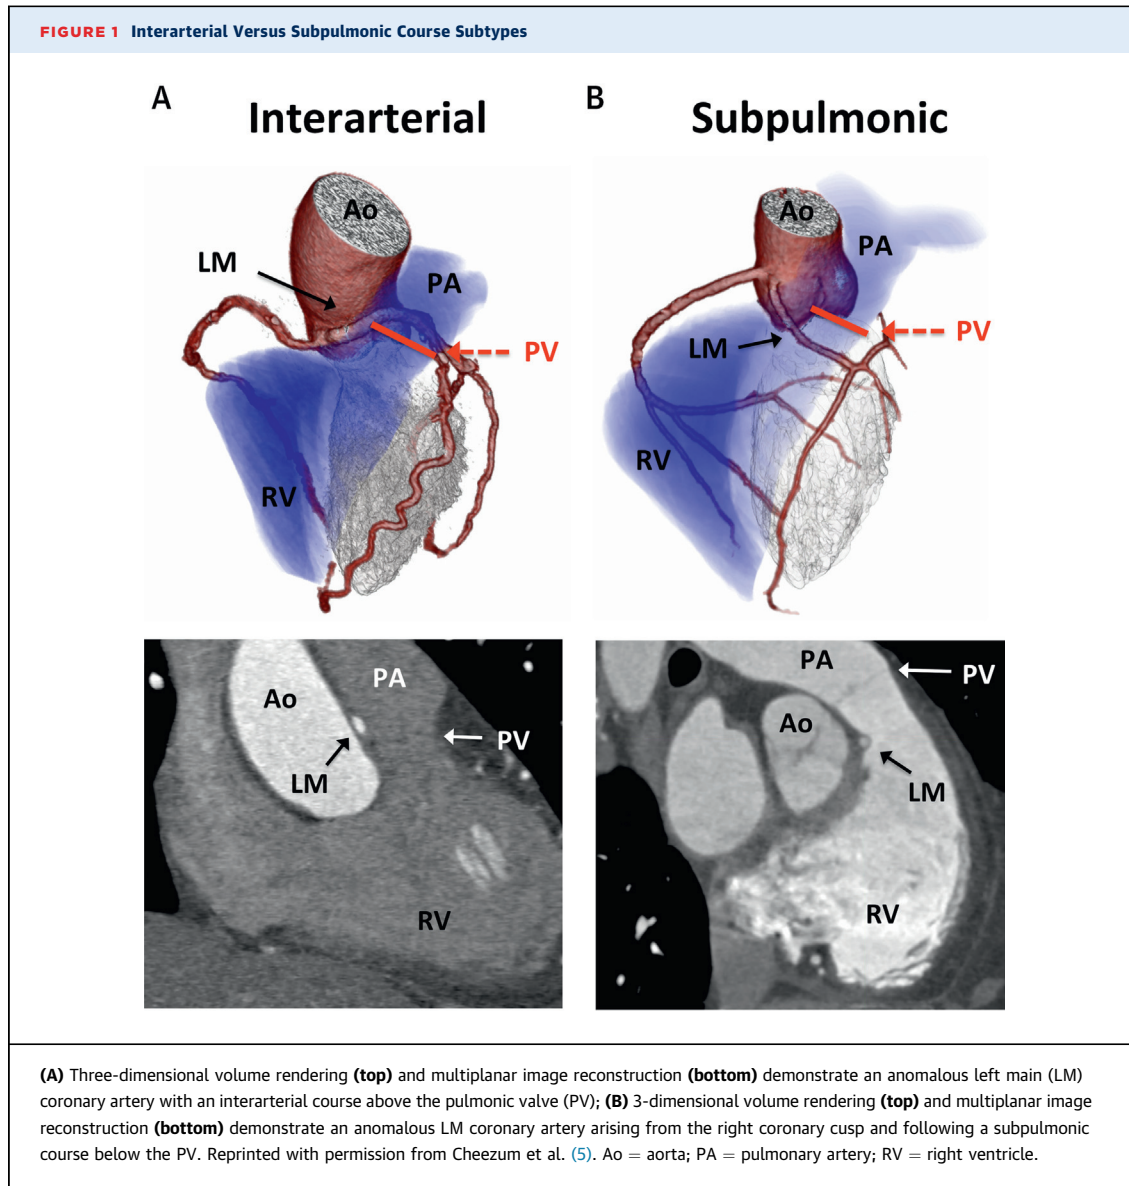 FIGURE 1 Interarterial Versus Subpulmonic Course Subtypes
A
Interarterial
B
Subpulmonic
Ao
LM
PA
PV
RV
Ao
PA
LM
PV
RV
PA
Ao
PV
LM
RV
PA
PV
Ao
LM
RV
(A) Three-dimensional volume rendering (top) and multiplanar image reconstruction (bottom) demonstrate an anomalous left main (LM)
coronary artery with an interarterial course above the pulmonic valve (PV); (B) 3-dimensional volume rendering (top) and multiplanar image
reconstruction (bottom) demonstrate an anomalous LM coronary artery arising from the right coronary cusp and following a subpulmonic
course below the PV. Reprinted with permission from Cheezum et al. (5). Ao = aorta; PA = pulmonary artery; RV = right ventricle.